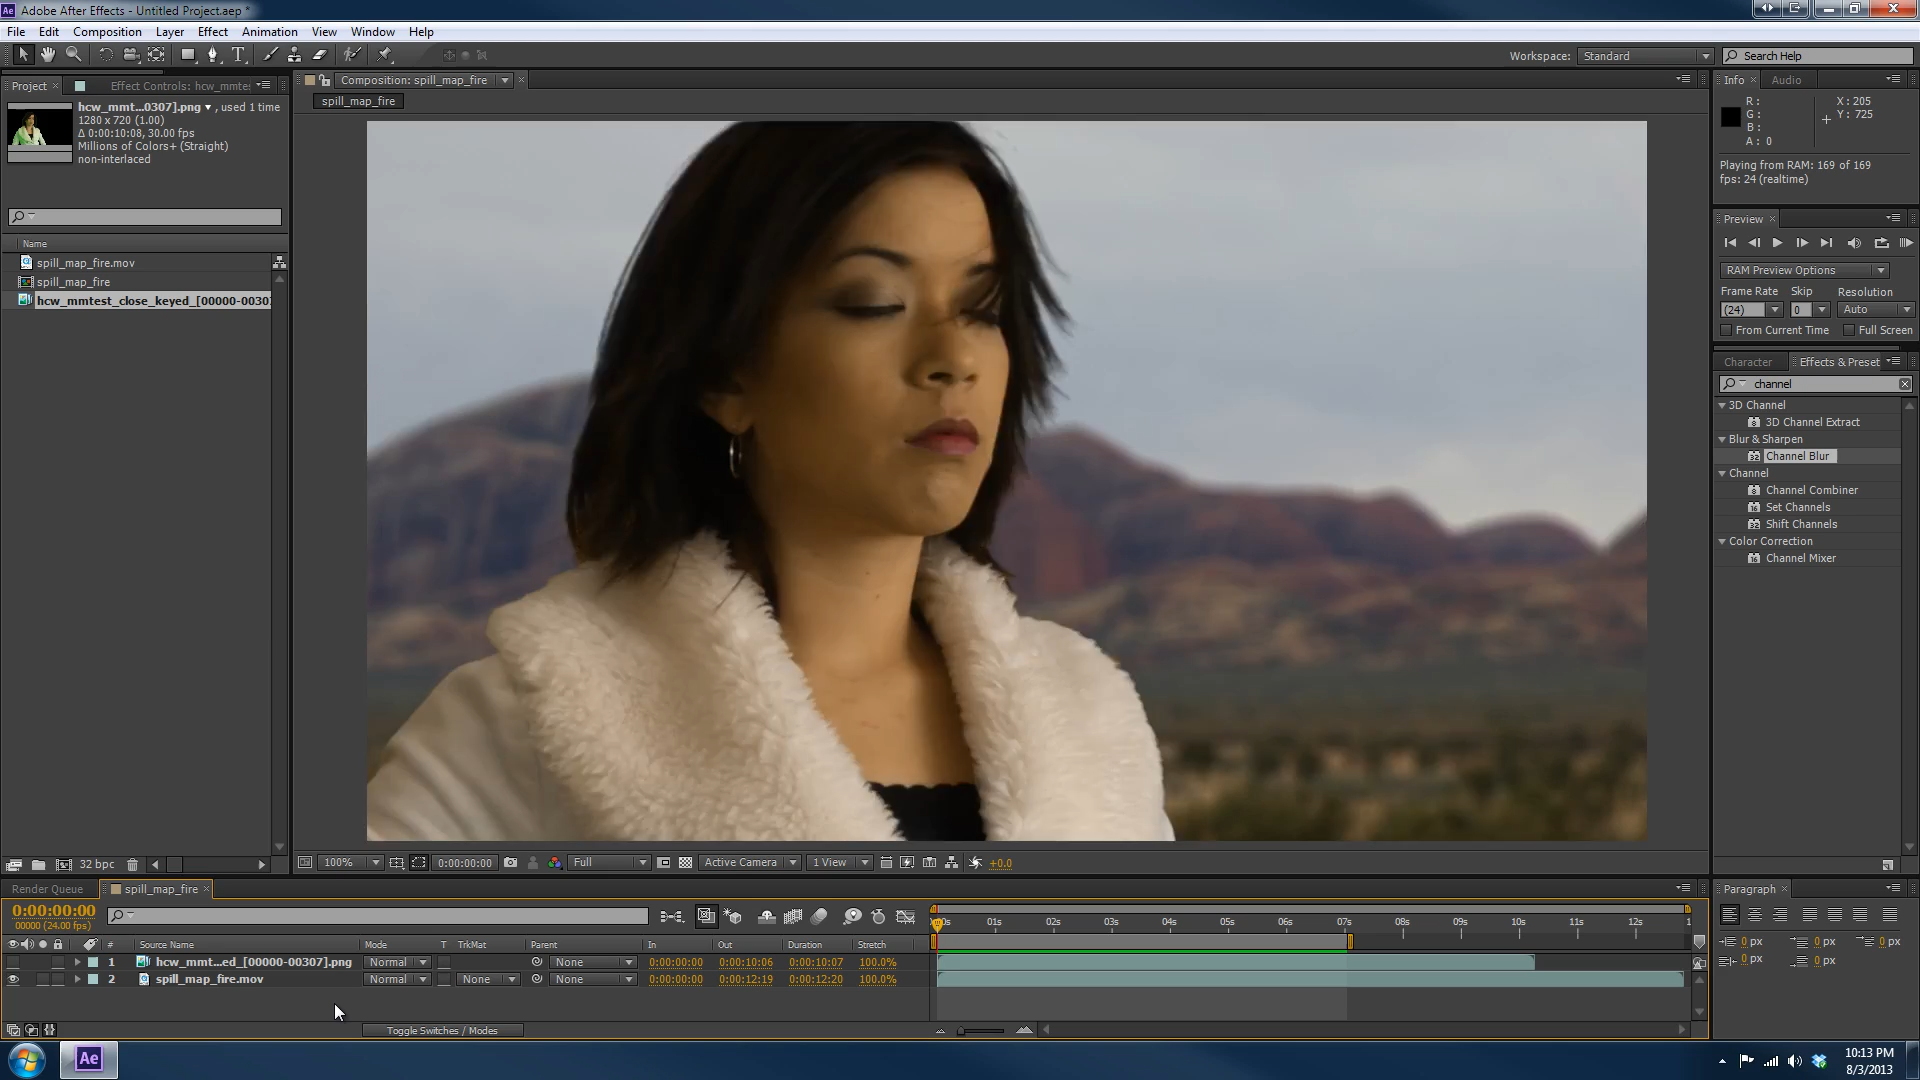 Adobe After Effects - Untitled Project.aep *
File Edit Composition Layer Effect Animation View Window Help
Workspace: Standard Search Help
Project Effect Controls: hcw_mmte
hcw_mmt...0307].png , used 1 time
1280 x 720 (1.00)
Δ 0:00:10:08, 30.00 fps
Millions of Colors+ (Straight)
non-interlaced
Name
spill_map_fire.mov
spill_map_fire
hcw_mmtest_close_keyed_[00000-0030
32 bpc
Composition: spill_map_fire
spill_map_fire
100% 0:00:00:00 Full Active Camera 1 View +0.0
Info Audio
R: X: 205
G: Y: 725
B:
A: 0
Playing from RAM: 169 of 169
fps: 24 (realtime)
Preview
RAM Preview Options
Frame Rate Skip Resolution
(24) 0 Auto
From Current Time Full Screen
Character Effects & Preset
channel
3D Channel
3D Channel Extract
Blur & Sharpen
Channel Blur
Channel
Channel Combiner
Set Channels
Shift Channels
Color Correction
Channel Mixer
Render Queue spill_map_fire
0:00:00:00
00000 (24.00 fps)
01s 02s 03s 04s 05s 06s 07s 08s 09s 10s 11s 12s
# Source Name Mode T TrkMat Parent In Out Duration Stretch
1 hcw_mmt...ed_[00000-00307].png Normal None 0:00:00:00 0:00:10:06 0:00:10:07 100.0%
2 spill_map_fire.mov Normal None None 0:00:00:00 0:00:12:19 0:00:12:20 100.0%
Toggle Switches / Modes
Paragraph
0 px 0 px 0 px
0 px 0 px
Ae
10:13 PM
8/3/2013